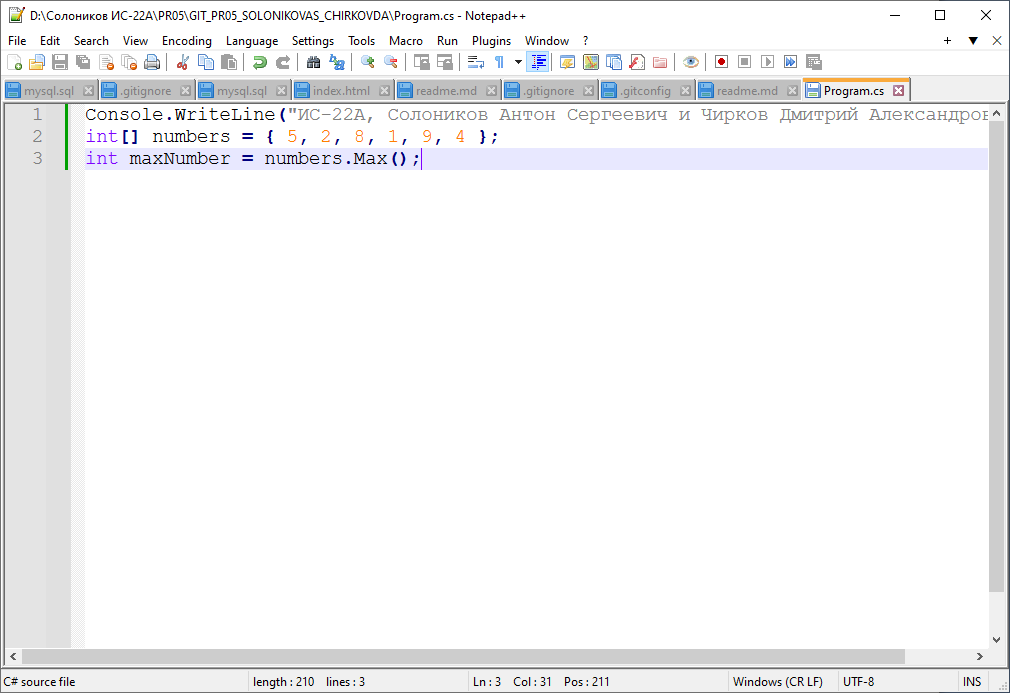 D:\Солоников ИС-22А\PR05\GIT_PR05_SOLONIKOVAS_CHIRKOVDA\Program.cs - Notepad++
File Edit Search View Encoding Language Settings Tools Macro Run Plugins Window ?
mysql.sql .gitignore mysql.sql index.html readme.md .gitignore .gitconfig readme.md Program.cs
1 Console.WriteLine("ИС-22А, Солоников Антон Сергеевич и Чирков Дмитрий Александров
2 int[] numbers = { 5, 2, 8, 1, 9, 4 };
3 int maxNumber = numbers.Max();
C# source file length : 210 lines : 3 Ln : 3 Col : 31 Pos : 211 Windows (CR LF) UTF-8 INS